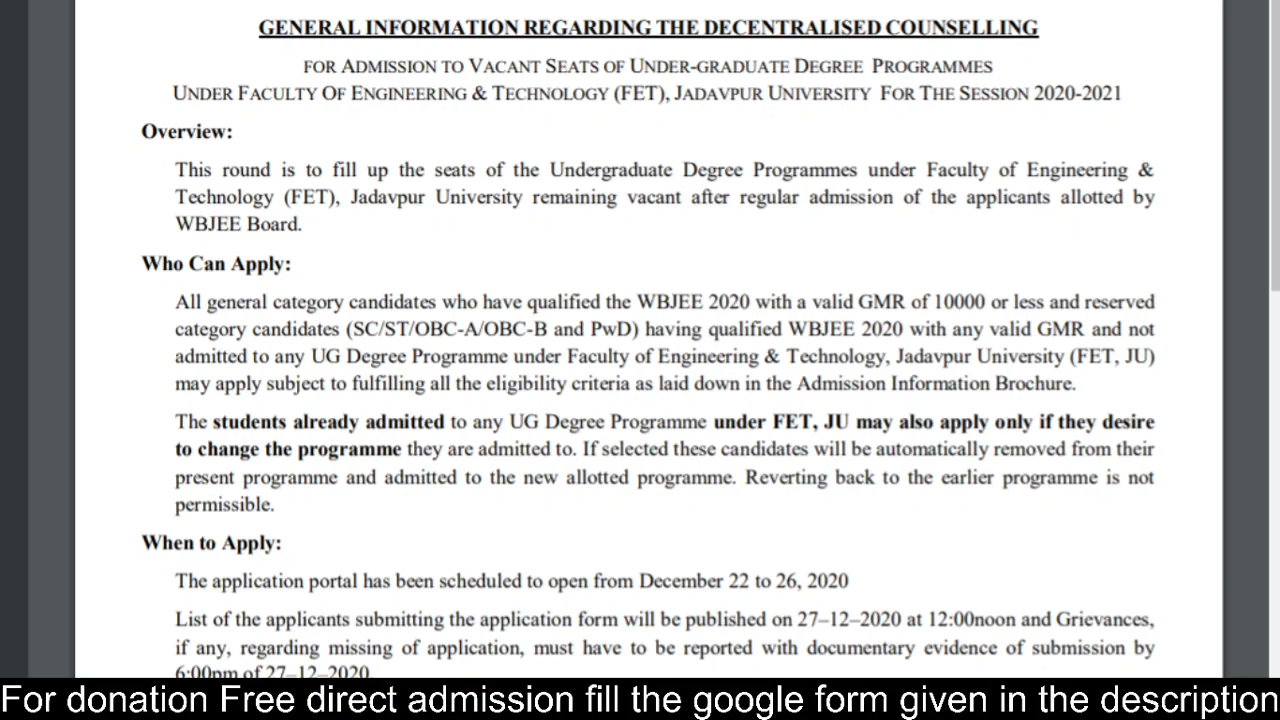 GENERAL INFORMATION REGARDING THE DECENTRALISED COUNSELLING
FOR ADMISSION TO VACANT SEATS OF UNDER-GRADUATE DEGREE PROGRAMMES
UNDER FACULTY OF ENGINEERING & TECHNOLOGY (FET), JADAVPUR UNIVERSITY FOR THE SESSION 2020-2021
Overview:
This round is to fill up the seats of the Undergraduate Degree Programmes under Faculty of Engineering &
Technology (FET), Jadavpur University remaining vacant after regular admission of the applicants allotted by
WBJEE Board.
Who Can Apply:
All general category candidates who have qualified the WBJEE 2020 with a valid GMR of 10000 or less and reserved
category candidates (SC/ST/OBC-A/OBC-B and PwD) having qualified WBJEE 2020 with any valid GMR and not
admitted to any UG Degree Programme under Faculty of Engineering & Technology, Jadavpur University (FET, JU)
may apply subject to fulfilling all the eligibility criteria as laid down in the Admission Information Brochure.
The students already admitted to any UG Degree Programme under FET, JU may also apply only if they desire
to change the programme they are admitted to. If selected these candidates will be automatically removed from their
present programme and admitted to the new allotted programme. Reverting back to the earlier programme is not
permissible.
When to Apply:
The application portal has been scheduled to open from December 22 to 26, 2020
List of the applicants submitting the application form will be published on 27–12–2020 at 12:00noon and Grievances,
if any, regarding missing of application, must have to be reported with documentary evidence of submission by
6:00pm of 27–12–2020
For donation Free direct admission fill the google form given in the description